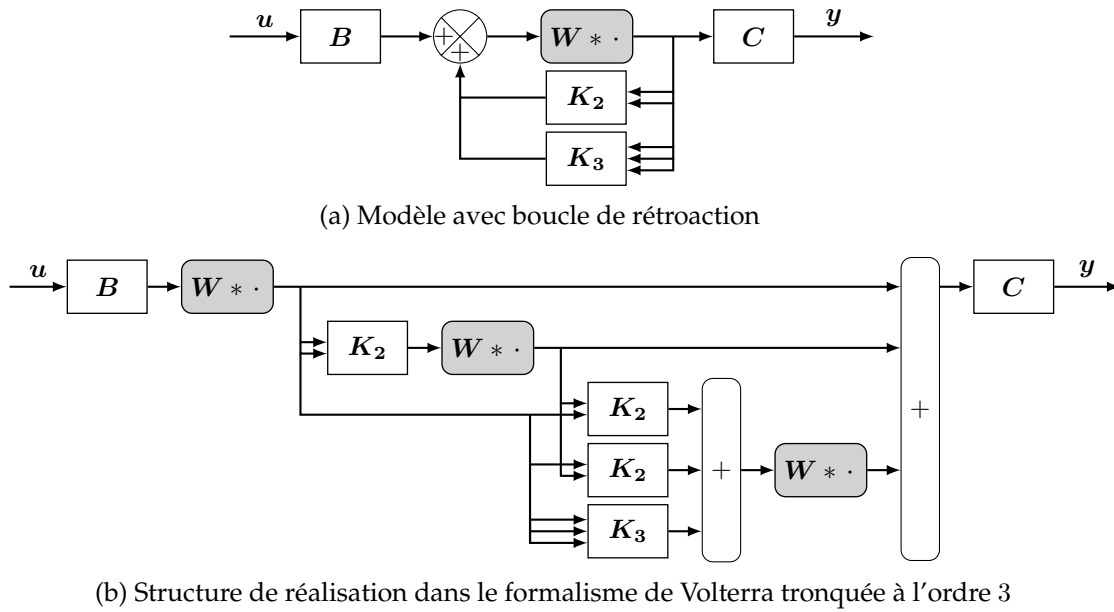 u B + + W ∗ · C y
K₂
K₃
(a) Modèle avec boucle de rétroaction
u B W ∗ · C y
K₂ W ∗ ·
K₂ +
K₂ + W ∗ ·
K₃
(b) Structure de réalisation dans le formalisme de Volterra tronquée à l'ordre 3